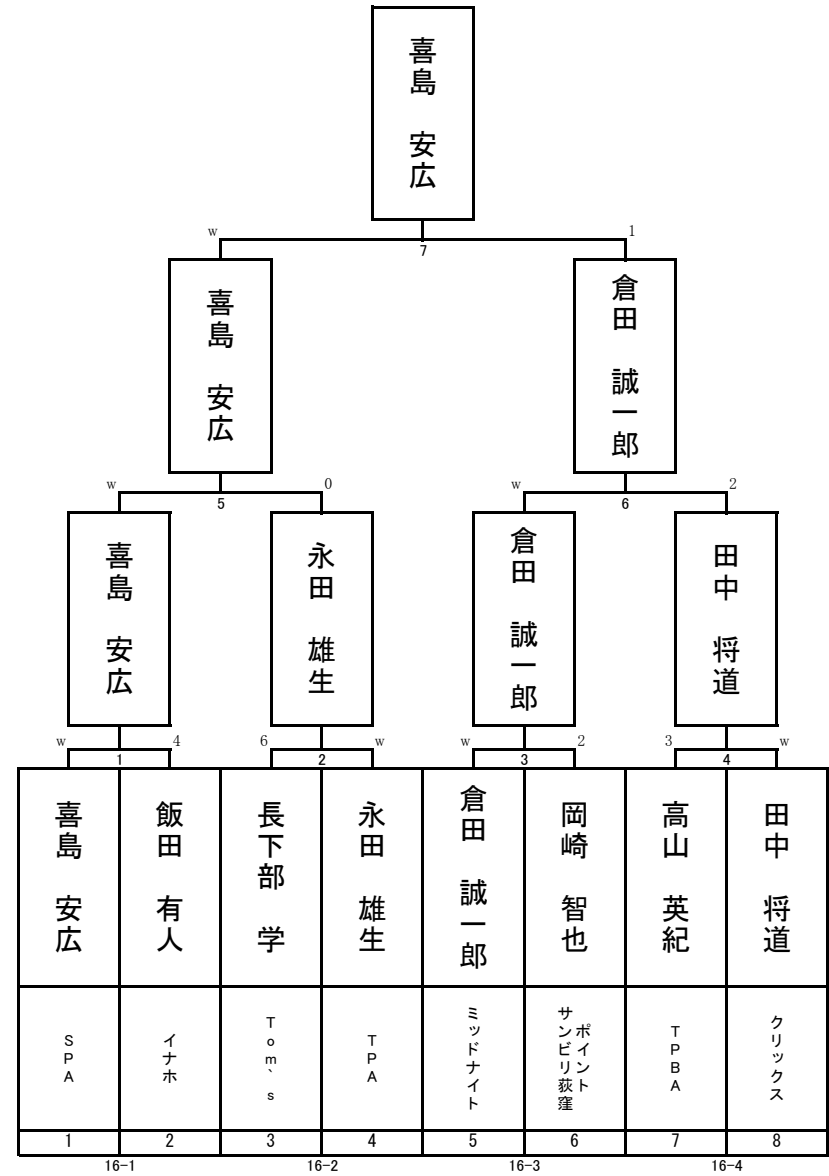 喜島 安広
w 1
7
喜島 安広
倉田 誠一郎
w 0 w 2
5 6
喜島 安広
永田 雄生
倉田 誠一郎
田中 将道
w 4 6 w w 2 3 w
1 2 3 4
喜島 安広
飯田 有人
長下部 学
永田 雄生
倉田 誠一郎
岡崎 智也
高山 英紀
田中 将道
SPA
イナホ
Tom`s
TPA
ミッドナイト
ポイント
サンビリ荻窪
TPBA
クリックス
1 2 3 4 5 6 7 8
16-1 16-2 16-3 16-4